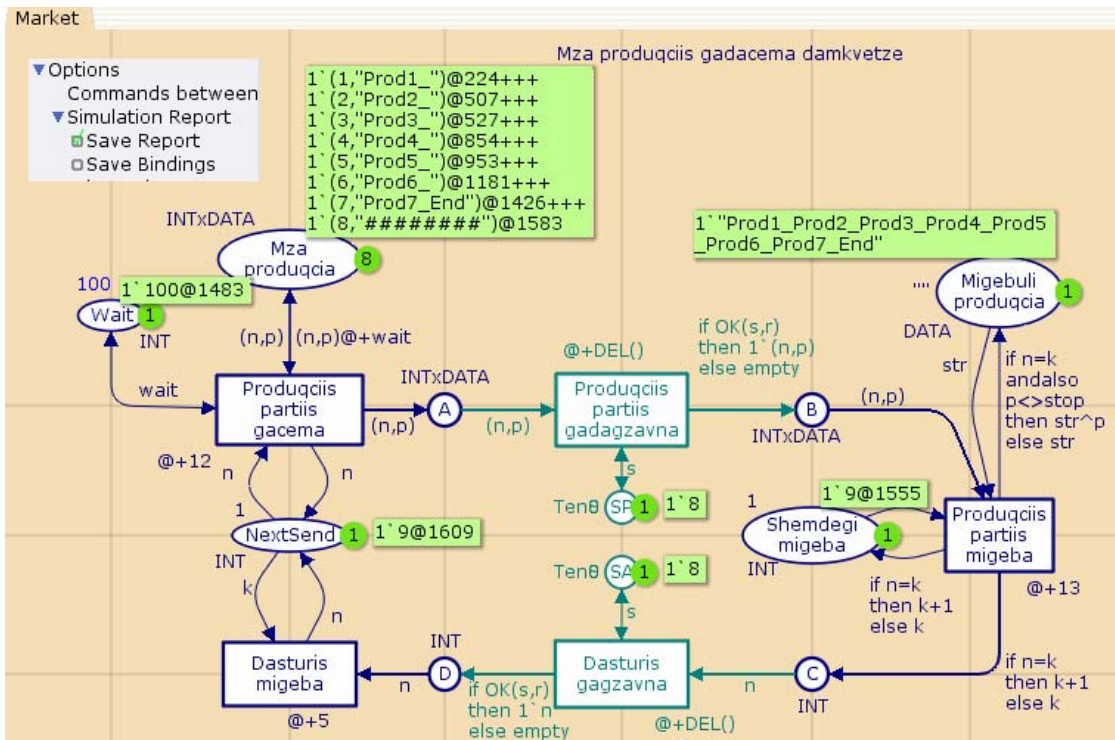 Market
Mza produqciis gadacema damkvetze
Options
Commands between
Simulation Report
Save Report
Save Bindings
1`(1,"Prod1_")@224+++
1`(2,"Prod2_")@507+++
1`(3,"Prod3_")@527+++
1`(4,"Prod4_")@854+++
1`(5,"Prod5_")@953+++
1`(6,"Prod6_")@1181+++
1`(7,"Prod7_End")@1426+++
1`(8,"########")@1583
INTxDATA
Mza
produqcia
8
1`"Prod1_Prod2_Prod3_Prod4_Prod5
_Prod6_Prod7_End"
""
Migebuli
produqcia
1
DATA
100
1`100@1483
Wait
1
INT
(n,p)
(n,p)@+wait
wait
if OK(s,r)
then 1`(n,p)
else empty
@+DEL()
str
if n=k
andalso
p<>stop
then str^p
else str
INTxDATA
Produqciis
partiis
gacema
(n,p)
A
(n,p)
Produqciis
partiis
gadagzavna
B
(n,p)
INTxDATA
@+12
n
n
s
1
NextSend
1
1`9@1609
INT
Ten0
SP
1
1`8
1
1`9@1555
Shemdegi
migeba
1
INT
Produqciis
partiis
migeba
@+13
Ten0
SA
1
1`8
if n=k
then k+1
else k
k
n
s
INT
Dasturis
migeba
n
D
if OK(s,r)
then 1`n
else empty
Dasturis
gagzavna
n
C
INT
if n=k
then k+1
else k
@+5
@+DEL()